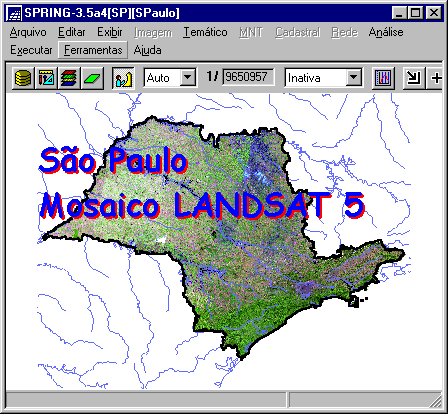 SPRING-3.5a4[SP][SPaulo]
Arquivo Editar Exibir Imagem Temático MNT Cadastral Rede Análise
Executar Ferramentas Ajuda
Auto 1/ 9650957 Inativa
São Paulo
Mosaico LANDSAT 5